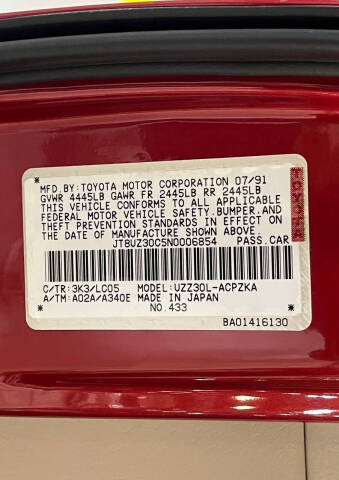 MFD. BY: TOYOTA MOTOR CORPORATION 07/91
GVWR 4445LB GAWR FR 2445LB RR 2445LB
THIS VEHICLE CONFORMS TO ALL APPLICABLE
FEDERAL MOTOR VEHICLE SAFETY, BUMPER, AND
THEFT PREVENTION STANDARDS IN EFFECT ON
THE DATE OF MANUFACTURE SHOWN ABOVE.
JT8UZ30C5N0006854 PASS. CAR
C/TR: 3K3/LC05 MODEL: UZZ30L-ACPZKA
A/TM: A02A/A340E MADE IN JAPAN
NO. 433
BA01416130
TOYOTA